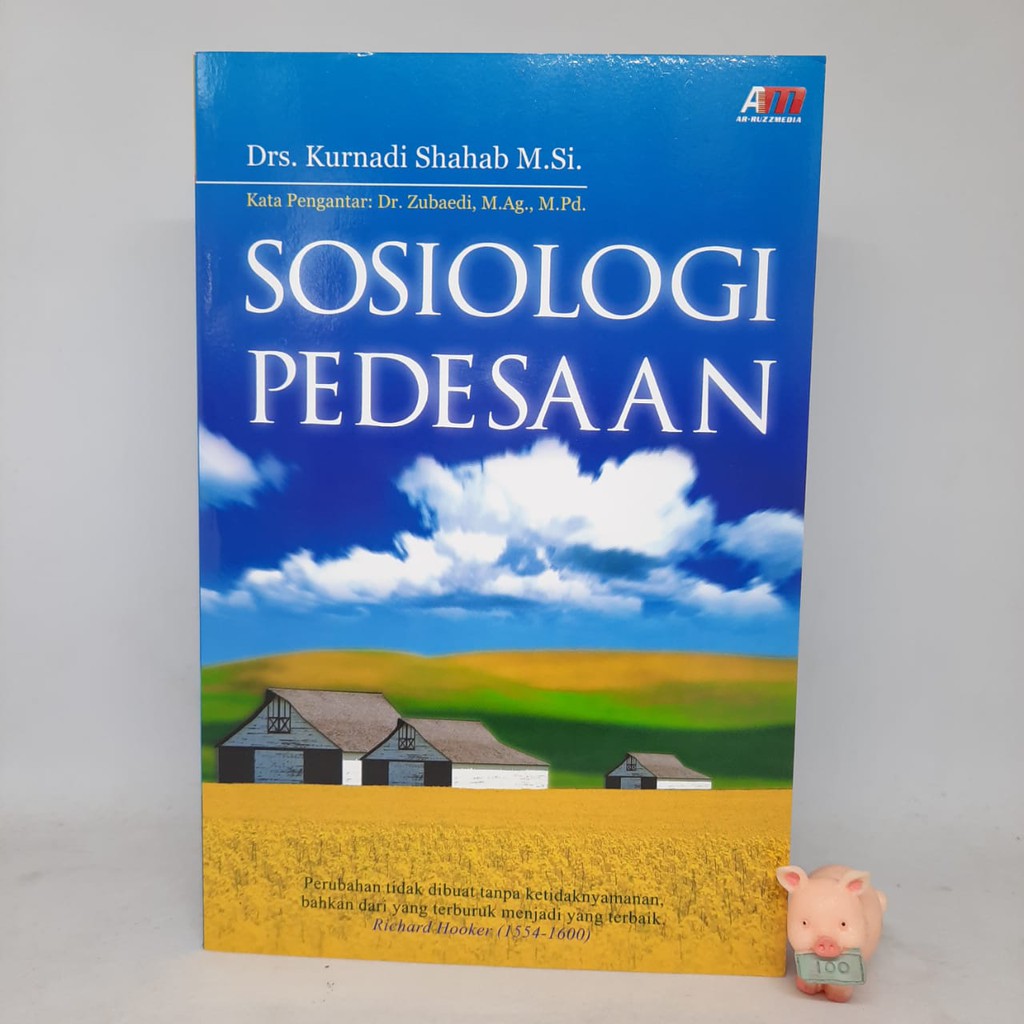 AM
AR-RUZZMEDIA
Drs. Kurnadi Shahab M.Si.
Kata Pengantar: Dr. Zubaedi, M.Ag., M.Pd.
SOSIOLOGI
PEDESAAN
Perubahan tidak dibuat tanpa ketidaknyamanan,
bahkan dari yang terburuk menjadi yang terbaik.
Richard Hooker (1554-1600)
100